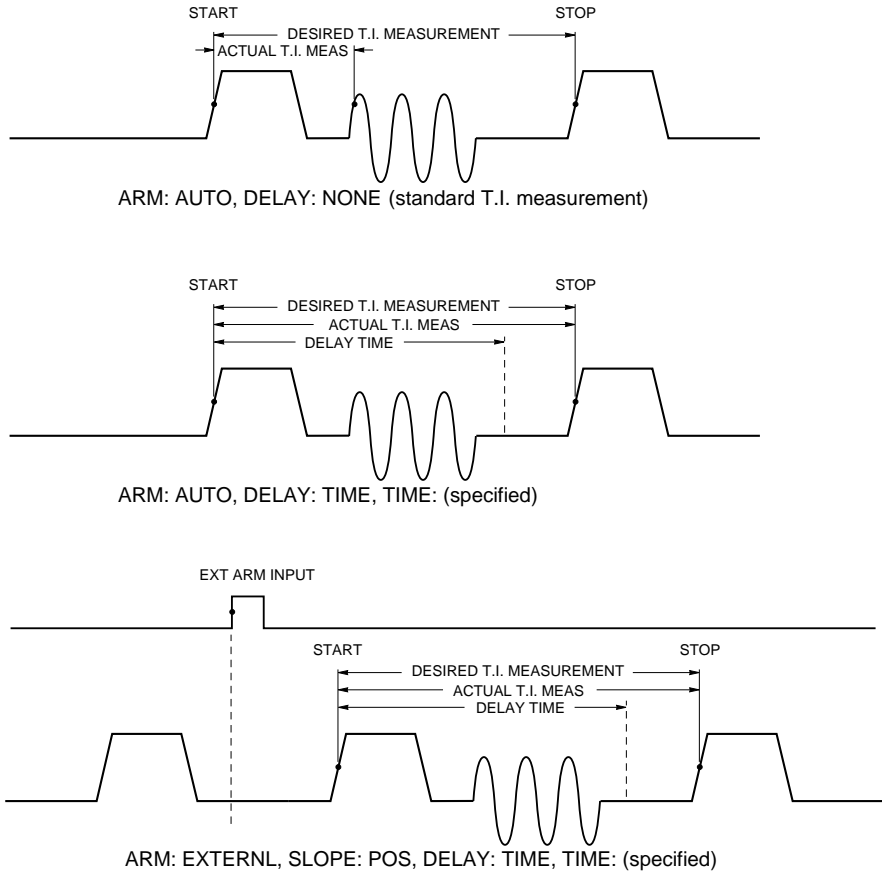 START STOP
DESIRED T.I. MEASUREMENT
ACTUAL T.I. MEAS
ARM: AUTO, DELAY: NONE (standard T.I. measurement)
START STOP
DESIRED T.I. MEASUREMENT
ACTUAL T.I. MEAS
DELAY TIME
ARM: AUTO, DELAY: TIME, TIME: (specified)
EXT ARM INPUT
START STOP
DESIRED T.I. MEASUREMENT
ACTUAL T.I. MEAS
DELAY TIME
ARM: EXTERNL, SLOPE: POS, DELAY: TIME, TIME: (specified)